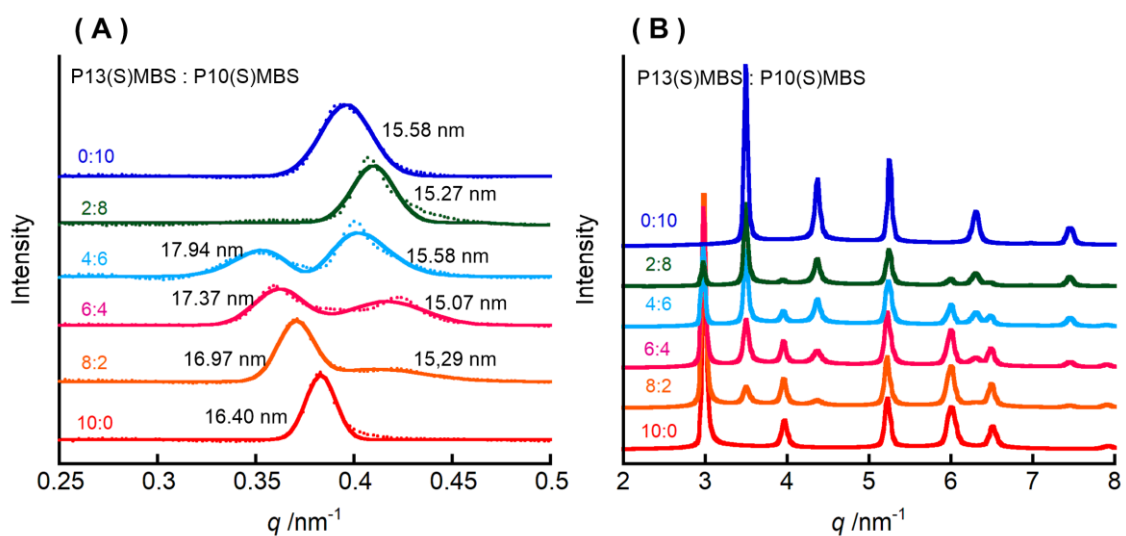 ( A )
P13(S)MBS : P10(S)MBS
0:10
15.58 nm
2:8
15.27 nm
4:6
17.94 nm
15.58 nm
6:4
17.37 nm
15.07 nm
8:2
16.97 nm
15,29 nm
10:0
16.40 nm
Intensity
0.25
0.3
0.35
0.4
0.45
0.5
q /nm-1
( B )
P13(S)MBS : P10(S)MBS
0:10
2:8
4:6
6:4
8:2
10:0
Intensity
2
3
4
5
6
7
8
q /nm-1